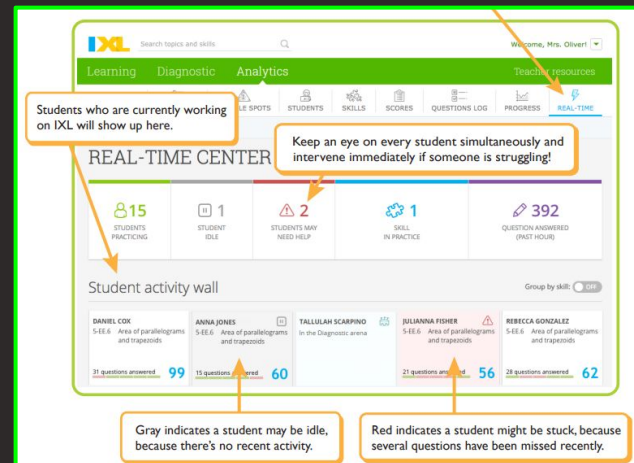 IXL
Search topics and skills
Welcome, Mrs. Oliver!
Learning Diagnostic Analytics Teacher resources
LE SPOTS STUDENTS SKILLS SCORES QUESTIONS LOG PROGRESS REAL-TIME
Students who are currently working
on IXL will show up here.
Keep an eye on every student simultaneously and
intervene immediately if someone is struggling!
REAL-TIME CENTER
15
STUDENTS
PRACTICING
1
STUDENT
IDLE
2
STUDENTS MAY
NEED HELP
1
SKILL
IN PRACTICE
392
QUESTION ANSWERED
(PAST HOUR)
Student activity wall
Group by skill: OFF
DANIEL COX
5-EE.6 Area of parallelograms
and trapezoids
31 questions answered 99
ANNA JONES
5-EE.6 Area of parallelograms
and trapezoids
15 questions answered 60
TALLULAH SCARPINO
In the Diagnostic arena
JULIANNA FISHER
5-EE.6 Area of parallelograms
and trapezoids
21 questions answered 56
REBECCA GONZALEZ
5-EE.6 Area of parallelograms
and trapezoids
28 questions answered 62
Gray indicates a student may be idle,
because there's no recent activity.
Red indicates a student might be stuck, because
several questions have been missed recently.